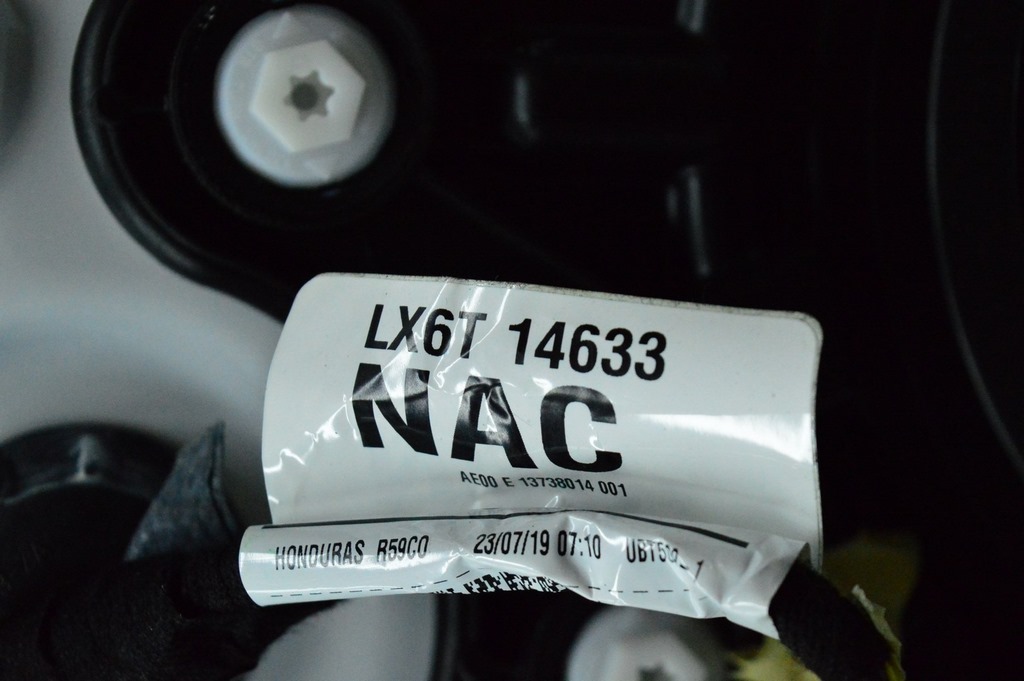 LX6T 14633
NAC
AE00 E 13738014 001
HONDURAS R59C0 23/07/19 07:10